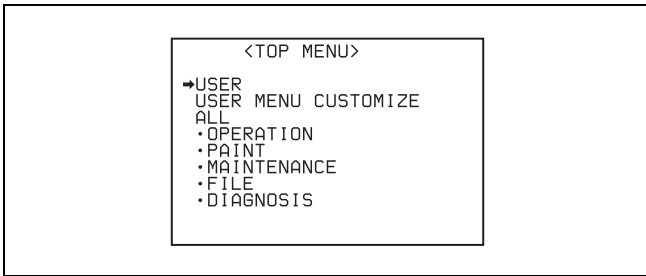 <TOP MENU>
➡USER
USER MENU CUSTOMIZE
ALL
・OPERATION
・PAINT
・MAINTENANCE
・FILE
・DIAGNOSIS